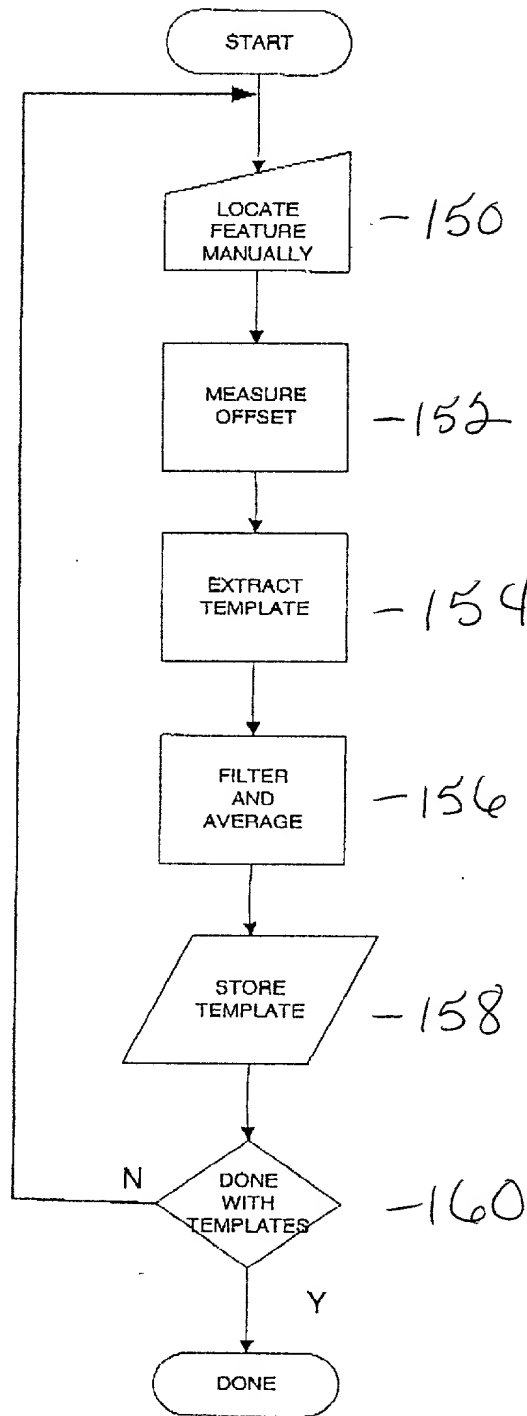 START
LOCATE
FEATURE
MANUALLY
-150
MEASURE
OFFSET
-152
EXTRACT
TEMPLATE
-154
FILTER
AND
AVERAGE
-156
STORE
TEMPLATE
-158
N
DONE
WITH
TEMPLATES
-160
Y
DONE